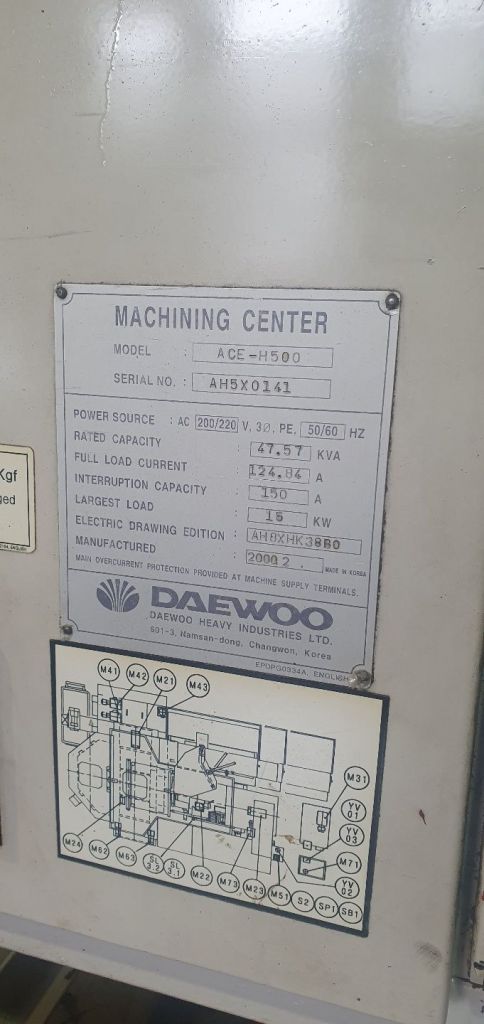 MACHINING CENTER
MODEL : ACE-H500
SERIAL NO. : AH5X0141
POWER SOURCE : AC 200/220 V, 3Ø, PE, 50/60 HZ
RATED CAPACITY : 47.57 KVA
FULL LOAD CURRENT : 124.84 A
INTERRUPTION CAPACITY : 150 A
LARGEST LOAD : 15 KW
ELECTRIC DRAWING EDITION : AH8XHK38B0
MANUFACTURED : 2000 2 . MADE IN KOREA
MAIN OVERCURRENT PROTECTION PROVIDED AT MACHINE SUPPLY TERMINALS.
DAEWOO
DAEWOO HEAVY INDUSTRIES LTD.
601-3, Namsan-dong, Changwon, Korea
EPOPG0334A, ENGLISH
Kgf
ged
M41 M42 M21 M43
M31
YV 01
YV 03
M71
YV 02
M24 M62 M63 SL 3.2 SL 3.1 M22 M73 M23 M51 S2 SP1 SB1